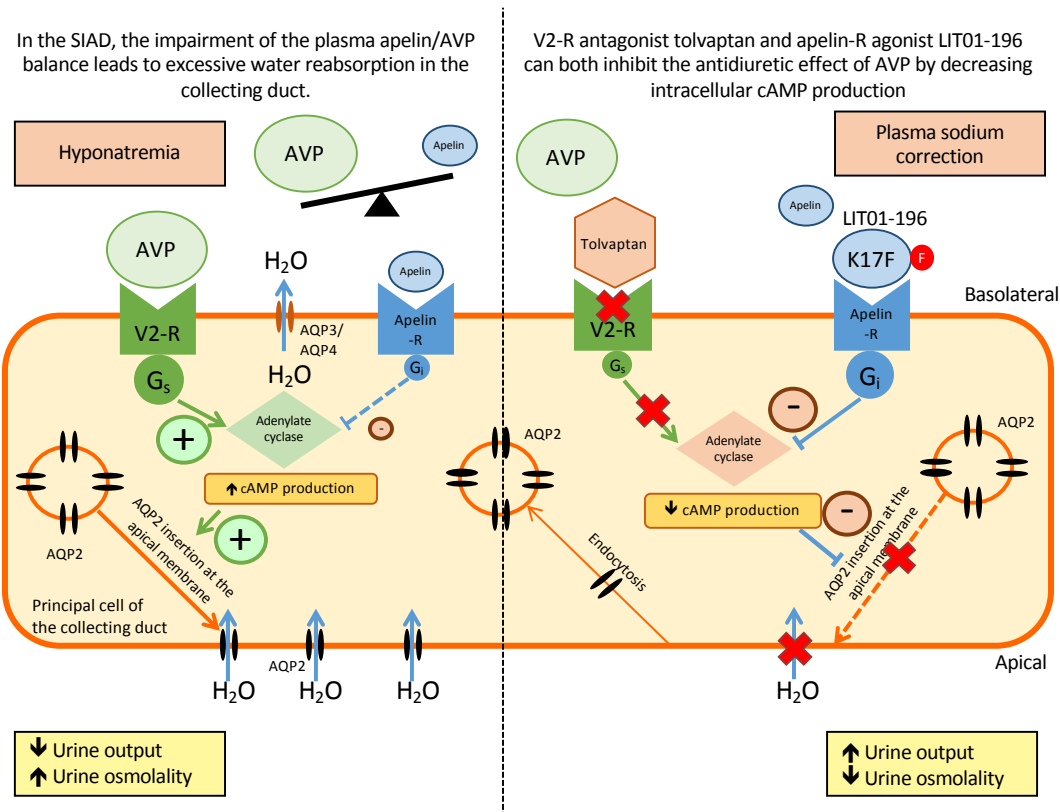 In the SIAD, the impairment of the plasma apelin/AVP
balance leads to excessive water reabsorption in the
collecting duct.
Hyponatremia
AVP
Apelin
AVP
V2-R
Gs
H2O
AQP3/
AQP4
H2O
Apelin
Apelin
-R
Gi
+
Adenylate
cyclase
-
↑ cAMP production
+
AQP2
AQP2 insertion at the
apical membrane
Principal cell of
the collecting duct
AQP2
H2O
H2O
H2O
↓ Urine output
↑ Urine osmolality
V2-R antagonist tolvaptan and apelin-R agonist LIT01-196
can both inhibit the antidiuretic effect of AVP by decreasing
intracellular cAMP production
AVP
Plasma sodium
correction
Tolvaptan
V2-R
Gs
Apelin
LIT01-196
K17F
F
Apelin
-R
Gi
Basolateral
-
Adenylate
cyclase
↓ cAMP production
-
AQP2
AQP2
Endocytosis
AQP2 insertion at the
apical membrane
H2O
Apical
↑ Urine output
↓ Urine osmolality